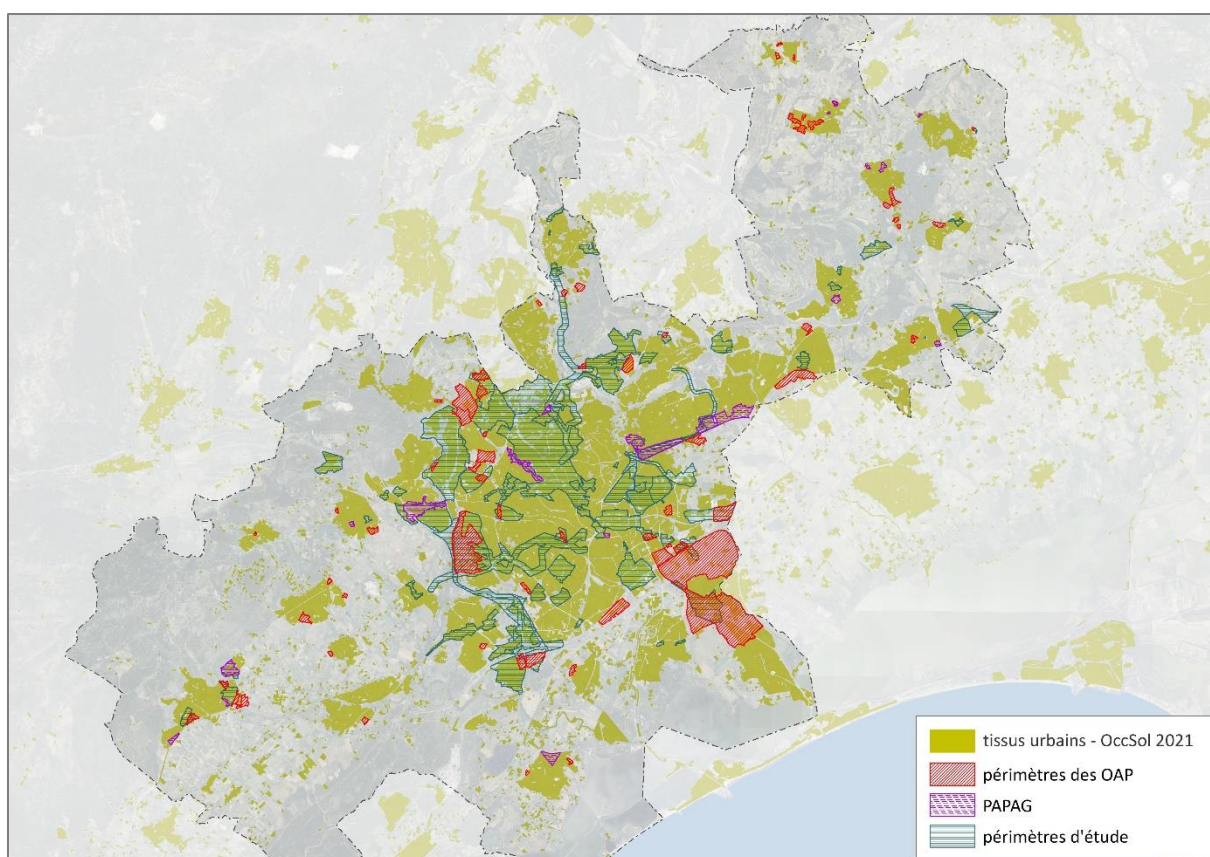 tissus urbains - OccSol 2021
périmètres des OAP
PAPAG
périmètres d'étude